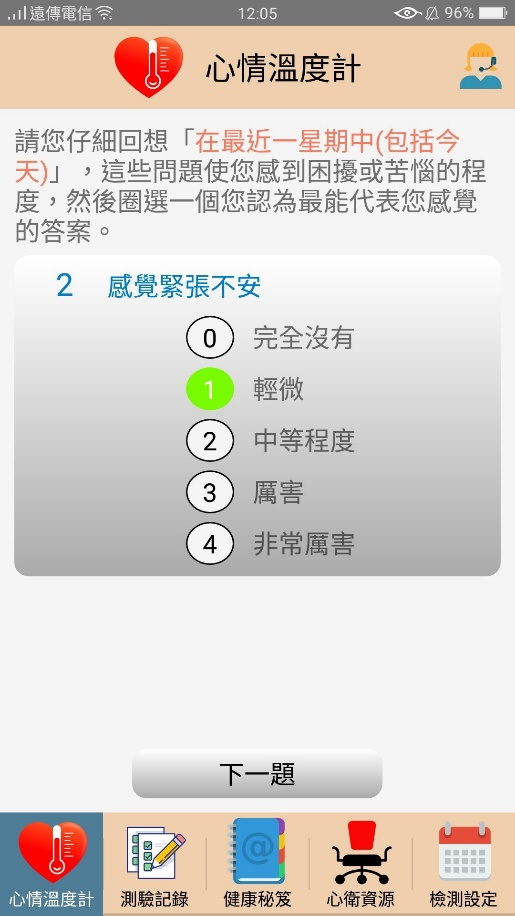 遠傳電信 12:05 96%
心情溫度計
請您仔細回想「在最近一星期中(包括今
天)」，這些問題使您感到困擾或苦惱的程
度，然後圈選一個您認為最能代表您感覺
的答案。
2 感覺緊張不安
0 完全沒有
1 輕微
2 中等程度
3 厲害
4 非常厲害
下一題
心情溫度計 測驗記錄 健康秘笈 心衛資源 檢測設定